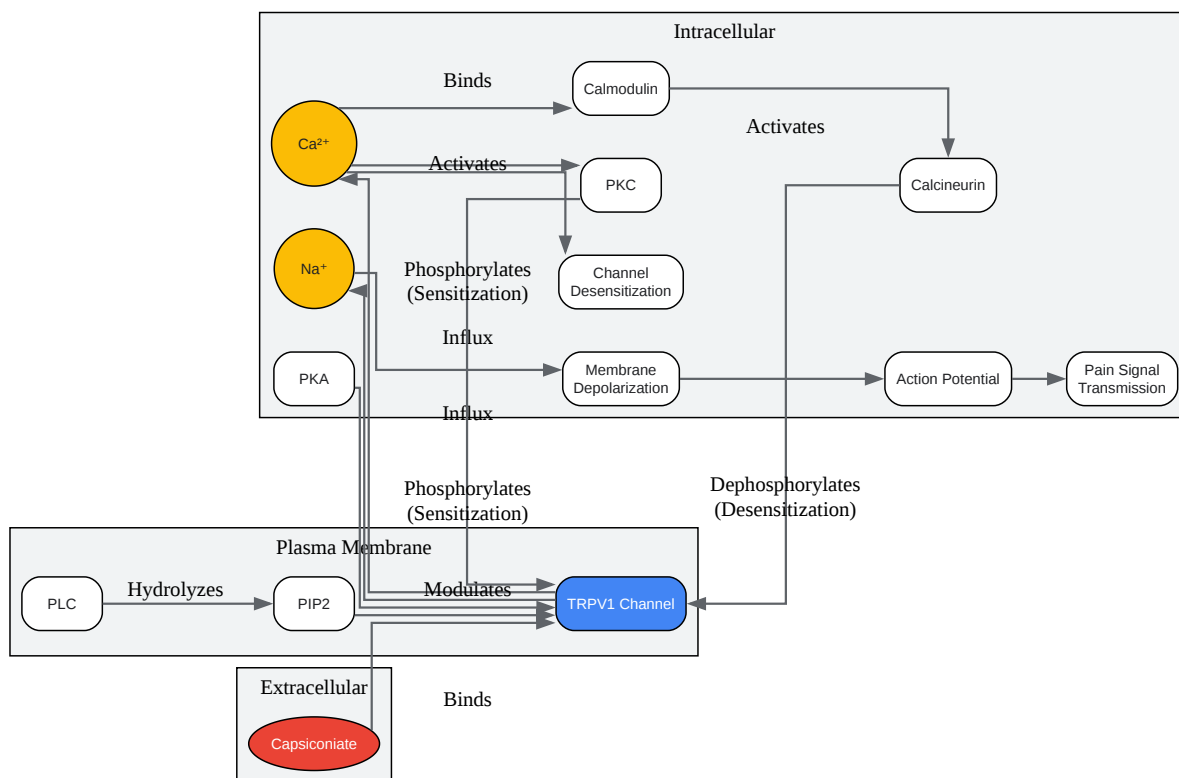 Intracellular
Binds
Calmodulin
Ca²⁺
Activates
Activates
PKC
Calcineurin
Na⁺
Phosphorylates
(Sensitization)
Channel
Desensitization
Influx
PKA
Membrane
Depolarization
Action Potential
Pain Signal
Transmission
Influx
Phosphorylates
(Sensitization)
Dephosphorylates
(Desensitization)
Plasma Membrane
PLC
Hydrolyzes
PIP2
Modulates
TRPV1 Channel
Extracellular
Binds
Capsiconiate